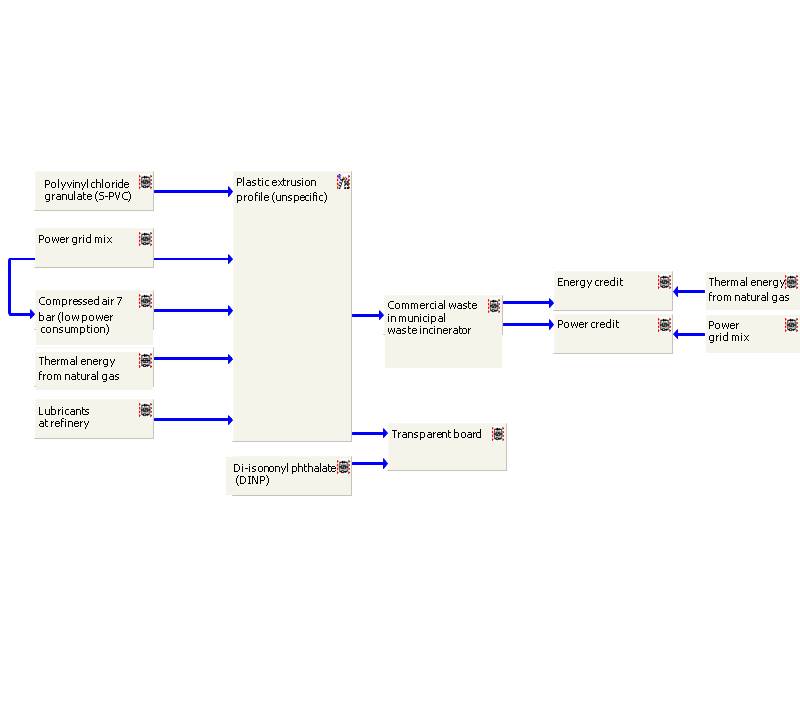 Polyvinyl chloride
granulate (S-PVC)
Power grid mix
Compressed air 7
bar (low power
consumption)
Thermal energy
from natural gas
Lubricants
at refinery
Plastic extrusion
profile (unspecific)
Di-isononyl phthalate
(DINP)
Commercial waste
in municipal
waste incinerator
Transparent board
Energy credit
Power credit
Thermal energy
from natural gas
Power
grid mix